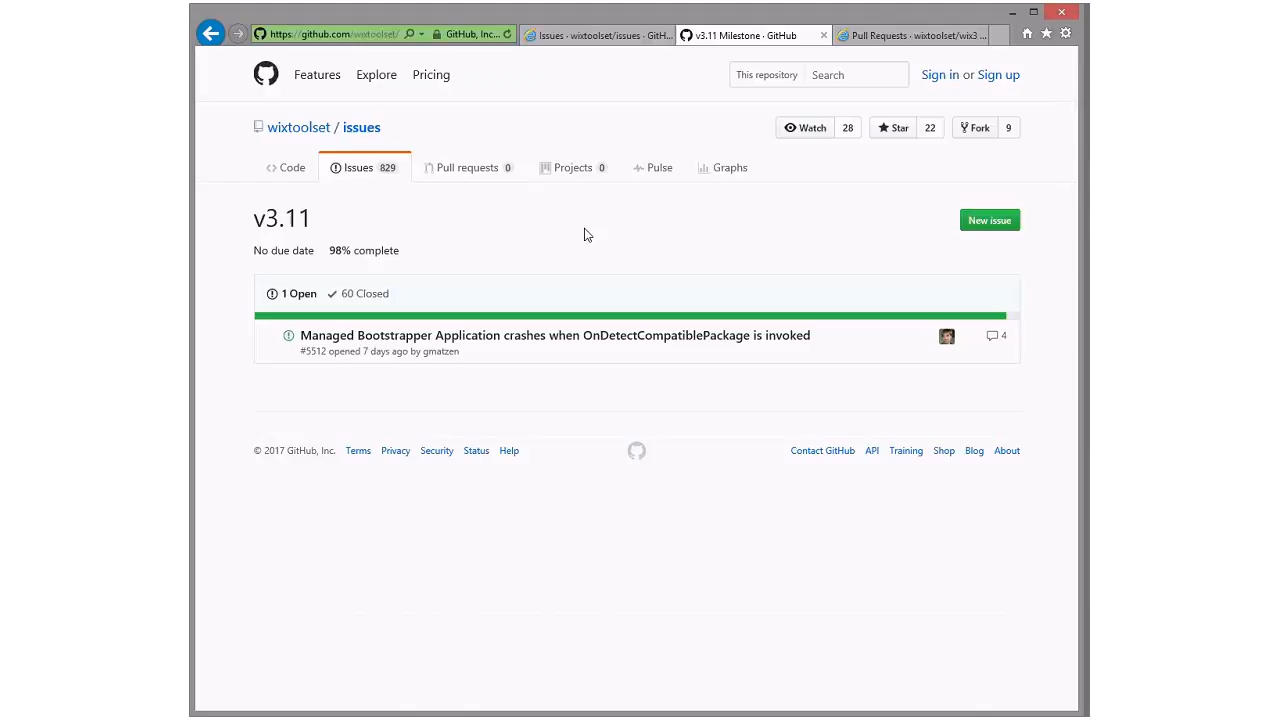 https://github.com/wixtoolset/ GitHub, Inc... Issues · wixtoolset/issues · GitH... v3.11 Milestone · GitHub Pull Requests · wixtoolset/wix3 ...
Features Explore Pricing This repository Search Sign in or Sign up
wixtoolset / issues Watch 28 Star 22 Fork 9
Code Issues 829 Pull requests 0 Projects 0 Pulse Graphs
v3.11 New issue
No due date 98% complete
1 Open 60 Closed
Managed Bootstrapper Application crashes when OnDetectCompatiblePackage is invoked 4
#5512 opened 7 days ago by gmatzen
© 2017 GitHub, Inc. Terms Privacy Security Status Help Contact GitHub API Training Shop Blog About